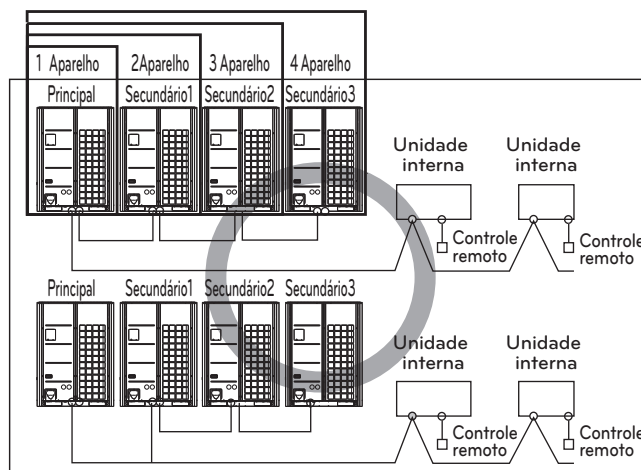 1 Aparelho 2Aparelho 3 Aparelho 4 Aparelho
Principal Secundário1 Secundário2 Secundário3
Unidade interna
Unidade interna
Controle remoto
Controle remoto
Principal Secundário1 Secundário2 Secundário3
Unidade interna
Unidade interna
Controle remoto
Controle remoto